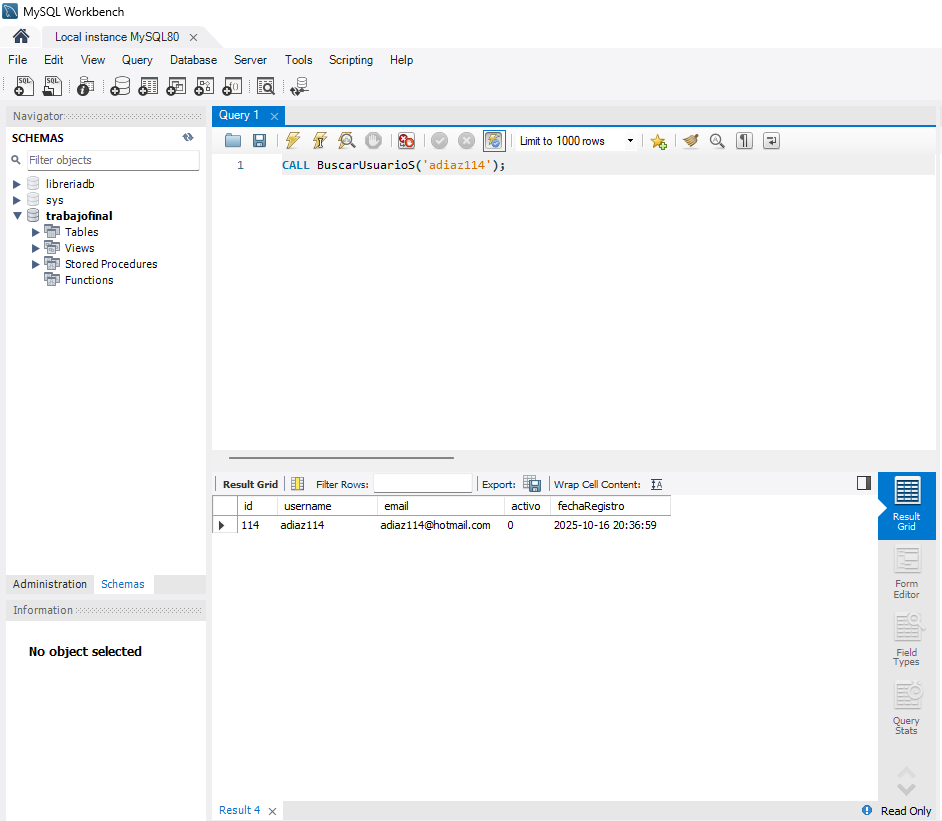 MySQL Workbench
Local instance MySQL80
File Edit View Query Database Server Tools Scripting Help
Navigator
SCHEMAS
Filter objects
libreriadb
sys
trabajofinal
Tables
Views
Stored Procedures
Functions
Administration Schemas
Information
No object selected
Query 1
Limit to 1000 rows
1 CALL BuscarUsuarioS('adiaz114');
Result Grid Filter Rows: Export: Wrap Cell Content: IA
id username email activo fechaRegistro
114 adiaz114 adiaz114@hotmail.com 0 2025-10-16 20:36:59
Result
Grid
Form
Editor
Field
Types
Query
Stats
Result 4
Read Only